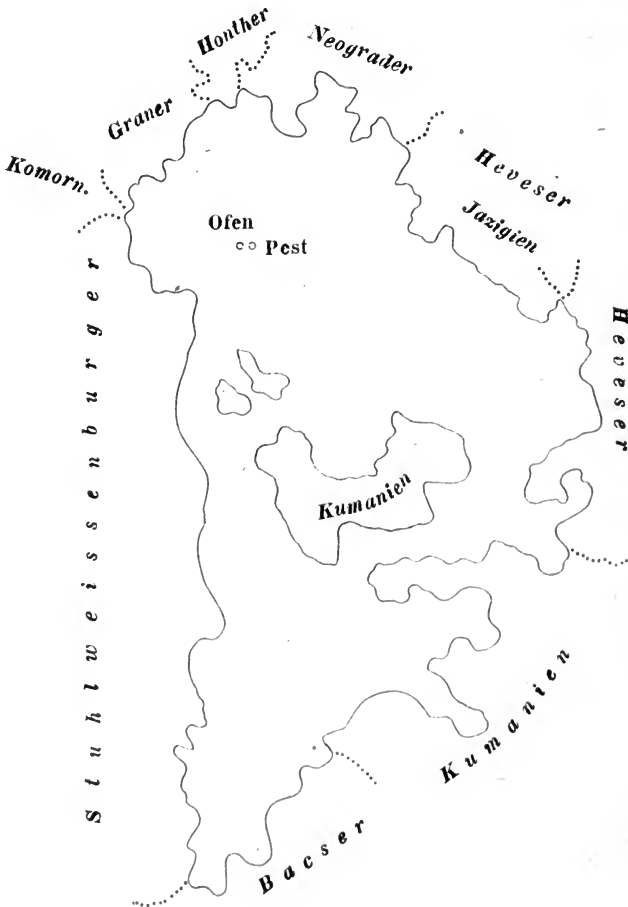 Honther
Neograder
Graner
Heveser
Komorn.
Jazigien
Ofen
Pest
Stuhlweissenburger
Heveser
Kumanien
Kumanien
Bacser